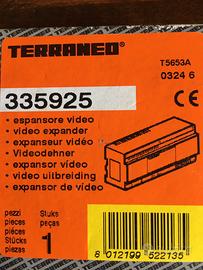 TERRANEO
T5653A
0324 6
335925
CE
• espansore video
• video expander
• expanseur vidéo
• Videodehner
• expansor video
• video uitbreiding
• expansor de vídeo
pezzi Stuks
pieces peças
pièces
Stücks
piezas
1
8 012199 522135